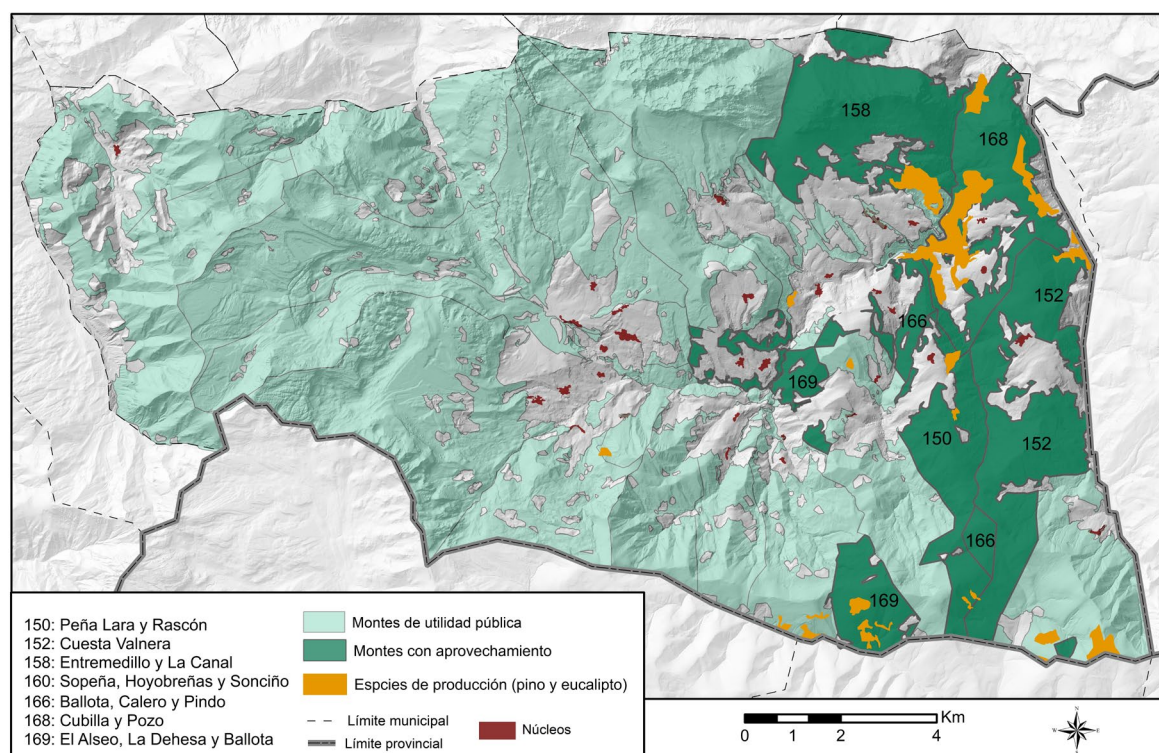 158
168
152
166
169
150
152
166
169
150: Peña Lara y Rascón
152: Cuesta Valnera
158: Entremedillo y La Canal
160: Sopeña, Hoyobreñas y Sonciño
166: Ballota, Calero y Pindo
168: Cubilla y Pozo
169: El Alseo, La Dehesa y Ballota
Montes de utilidad pública
Montes con aprovechamiento
Espcies de producción (pino y eucalipto)
Límite municipal
Límite provincial
Núcleos
Km
0 1 2 4